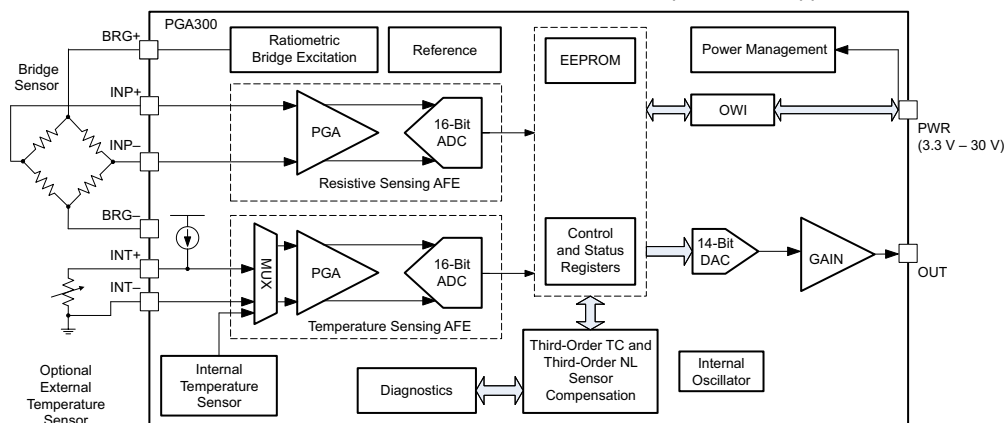 PGA300
BRG+
Bridge
Sensor
INP+
INP–
BRG–
INT+
INT–
Optional
External
Temperature
Sensor
Ratiometric
Bridge Excitation
Reference
PGA
16-Bit
ADC
Resistive Sensing AFE
MUX
PGA
16-Bit
ADC
Temperature Sensing AFE
Internal
Temperature
Sensor
EEPROM
Control
and Status
Registers
Power Management
OWI
PWR
(3.3 V – 30 V)
14-Bit
DAC
GAIN
OUT
Diagnostics
Third-Order TC and
Third-Order NL
Sensor
Compensation
Internal
Oscillator